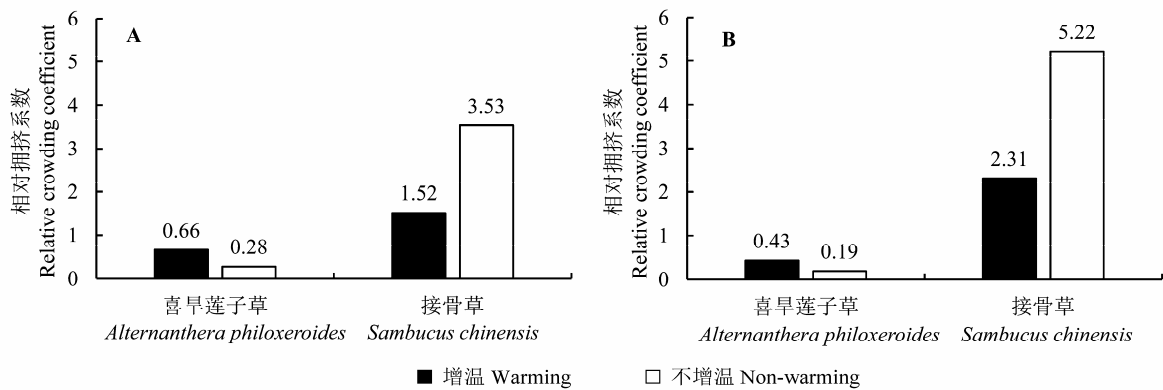 A
相对拥挤系数
Relative crowding coefficient
6
5
4
3
2
1
0
0.66
0.28
1.52
3.53
喜旱莲子草
Alternanthera philoxeroides
接骨草
Sambucus chinensis
B
相对拥挤系数
Relative crowding coefficient
6
5
4
3
2
1
0
0.43
0.19
2.31
5.22
喜旱莲子草
Alternanthera philoxeroides
接骨草
Sambucus chinensis
增温 Warming
不增温 Non-warming